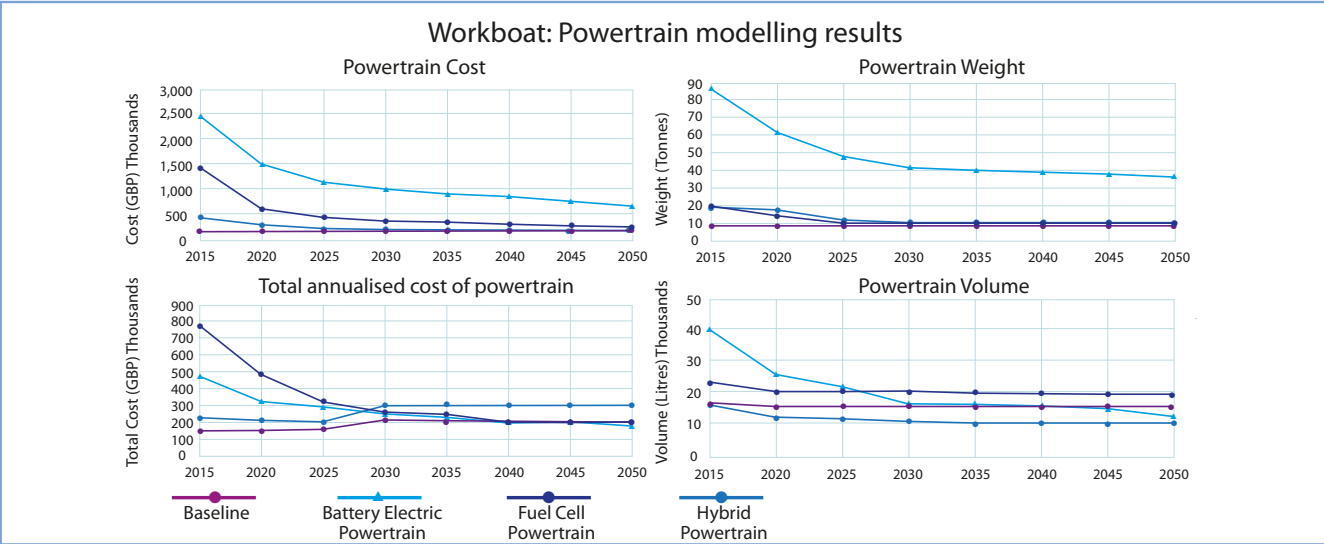 Workboat: Powertrain modelling results
Powertrain Cost
Cost (GBP) Thousands
3,000
2,500
2,000
1,500
1,000
500
0
2015 2020 2025 2030 2035 2040 2045 2050
Powertrain Weight
Weight (Tonnes)
90
80
70
60
50
40
30
20
10
0
2015 2020 2025 2030 2035 2040 2045 2050
Total annualised cost of powertrain
Total Cost (GBP) Thousands
900
800
700
600
500
400
300
200
100
0
2015 2020 2025 2030 2035 2040 2045 2050
Powertrain Volume
Volume (Litres) Thousands
50
40
30
20
10
0
2015 2020 2025 2030 2035 2040 2045 2050
Baseline
Battery Electric
Powertrain
Fuel Cell
Powertrain
Hybrid
Powertrain